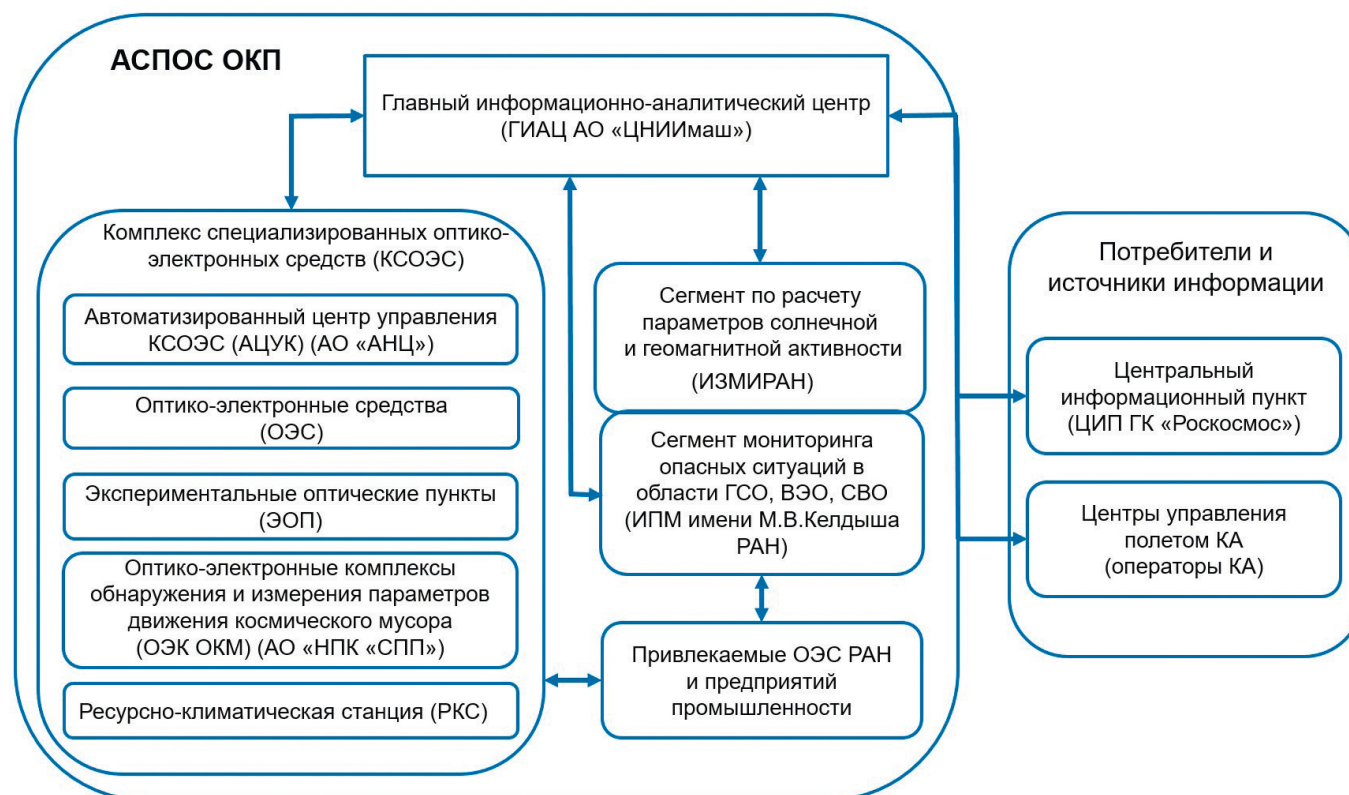 АСПОС ОКП
Главный информационно-аналитический центр
(ГИАЦ АО «ЦНИИмаш»)
Комплекс специализированных оптико-
электронных средств (КСОЭС)
Автоматизированный центр управления
КСОЭС (АЦУК) (АО «АНЦ»)
Оптико-электронные средства
(ОЭС)
Экспериментальные оптические пункты
(ЭОП)
Оптико-электронные комплексы
обнаружения и измерения параметров
движения космического мусора
(ОЭК ОКМ) (АО «НПК «СПП»)
Ресурсно-климатическая станция (РКС)
Сегмент по расчету
параметров солнечной
и геомагнитной активности
(ИЗМИРАН)
Сегмент мониторинга
опасных ситуаций в
области ГСО, ВЭО, СВО
(ИПМ имени М.В.Келдыша
РАН)
Привлекаемые ОЭС РАН
и предприятий
промышленности
Потребители и
источники информации
Центральный
информационный пункт
(ЦИП ГК «Роскосмос»)
Центры управления
полетом КА
(операторы КА)